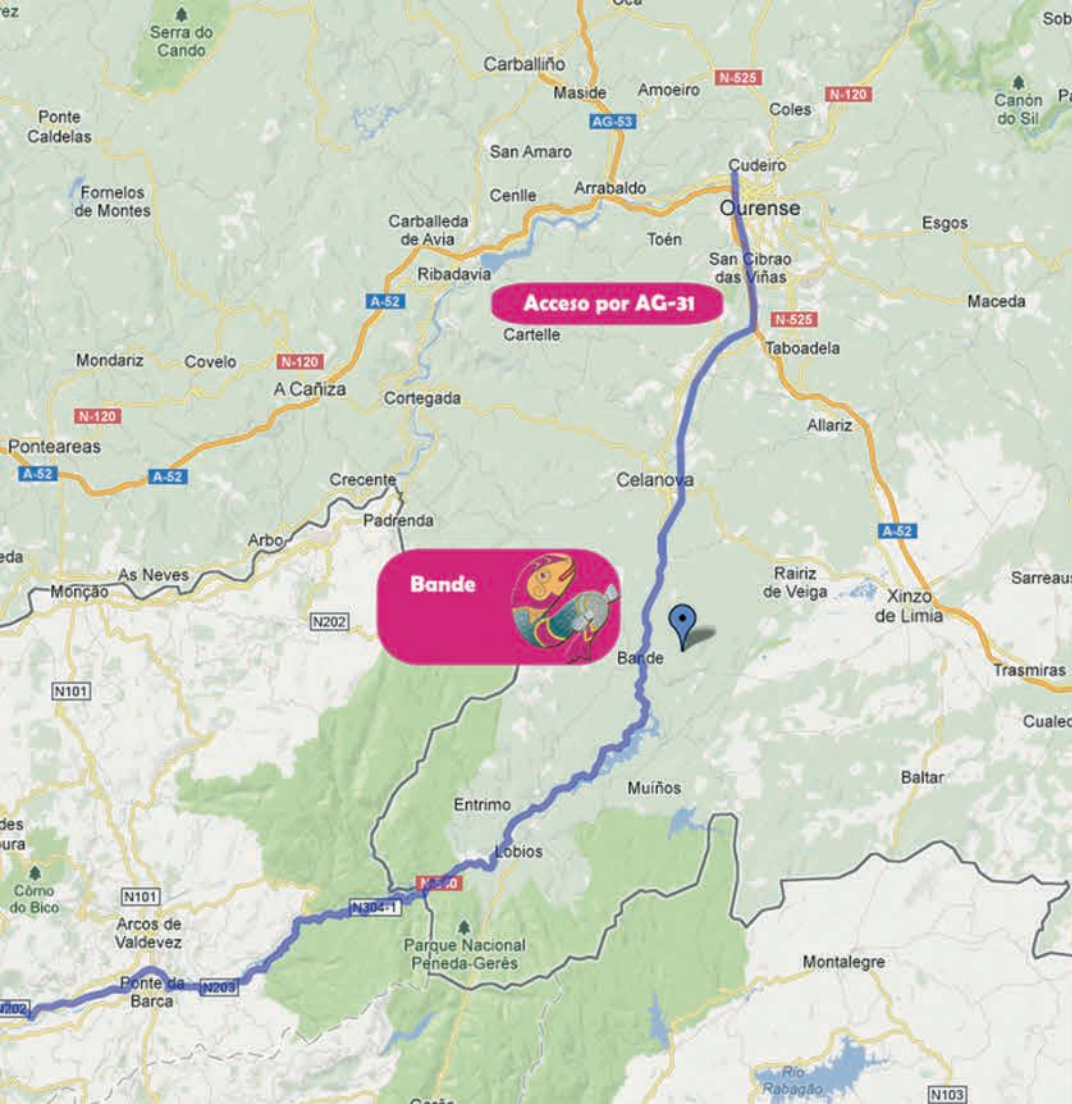 Serra do
Cando
Carballiño
Maside
Amoeiro
N-525
N-120
Coles
Canón
do Sil
Ponte
Caldelas
AG-53
San Amaro
Cudeiro
Fornelos
de Montes
Cenlle
Arrabaldo
Ourense
Carballeda
de Avia
Toén
Esgos
San Cibrao
das Viñas
Ribadavia
A-52
Acceso por AG-31
Maceda
N-525
Cartelle
Taboadela
Mondariz
Covelo
N-120
A Cañiza
Cortegada
N-120
Allariz
Ponteareas
A-52
A-52
Crecente
Celanova
Padrenda
A-52
Arbo
As Neves
Monção
Bande
Rairiz
de Veiga
Sarreaus
Xinzo
de Limia
N202
Bande
Trasmiras
N101
Baltar
Muiños
Entrimo
Lobios
N-540
Córno
do Bico
N101
N304-1
Arcos de
Valdevez
Parque Nacional
Peneda-Gerês
Montalegre
Ponte da
Barca
N203
N202
Rio
Rabagão
N103